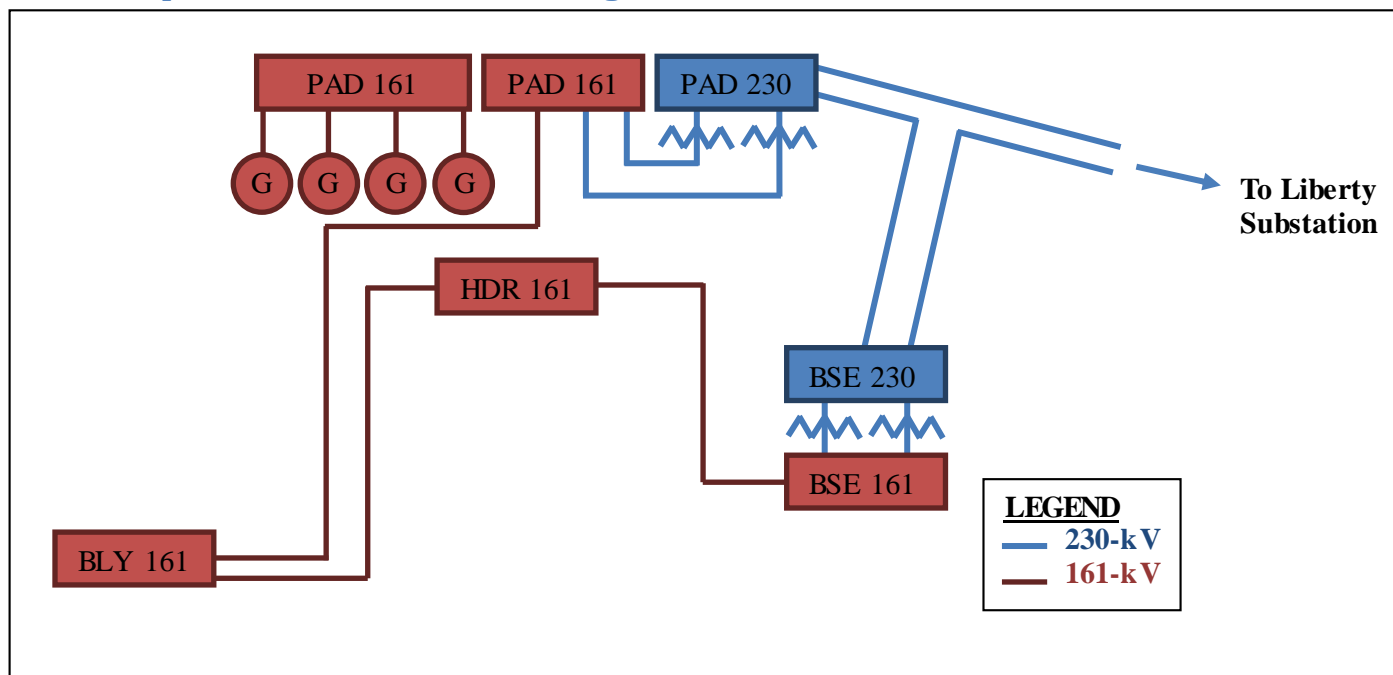 PAD 161
PAD 161
PAD 230
G
G
G
G
To Liberty
Substation
HDR 161
BSE 230
BSE 161
BLY 161
LEGEND
230-kV
161-kV